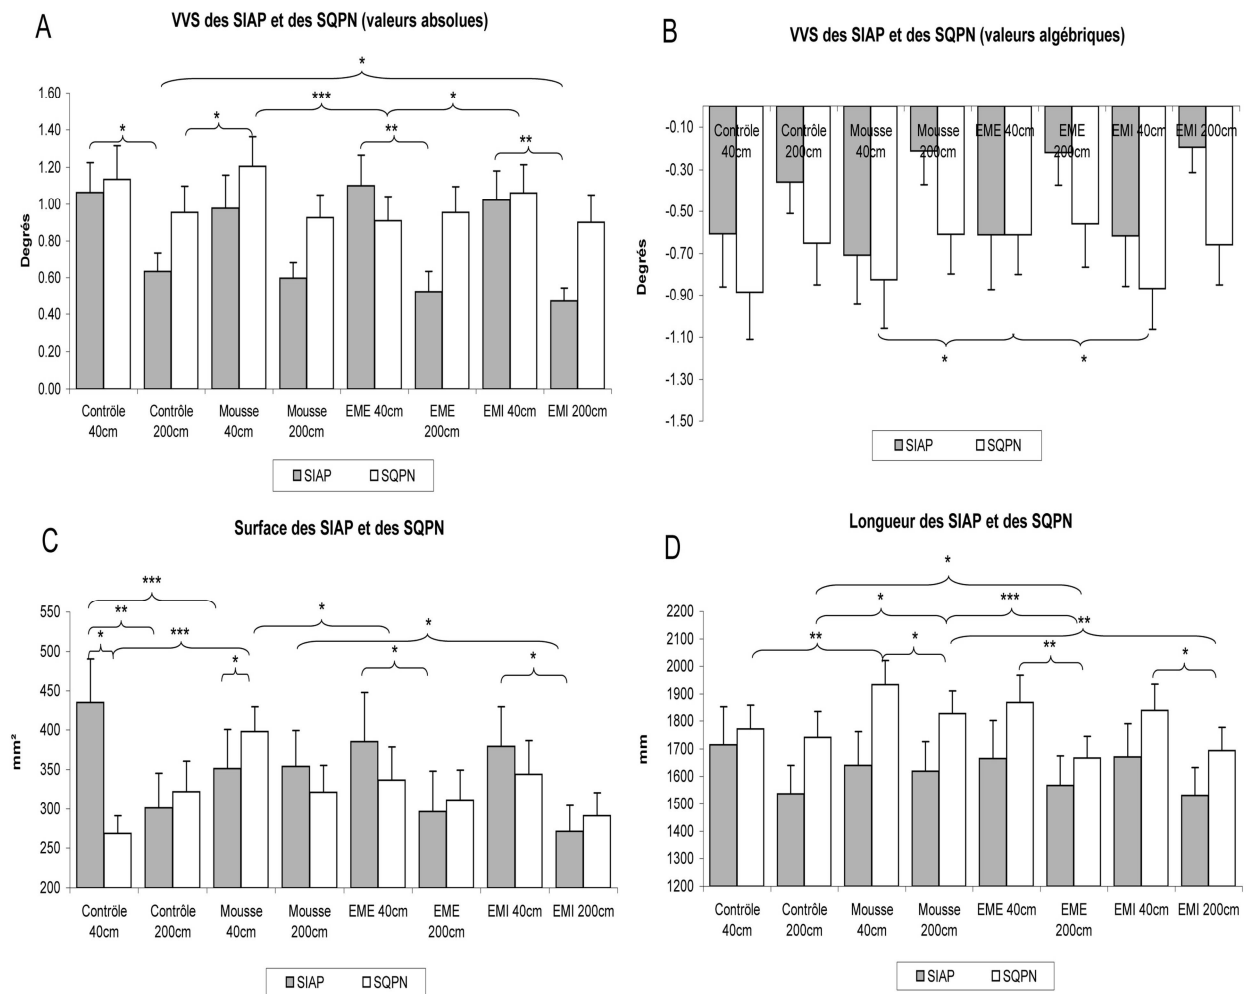 A
VVS des SIAP et des SQPN (valeurs absolues)
*
***
*
*
*
**
**
1.60
1.40
1.20
1.00
0.80
0.60
0.40
0.20
0.00
Degrés
Contrôle 40cm
Contrôle 200cm
Mousse 40cm
Mousse 200cm
EME 40cm
EME 200cm
EMI 40cm
EMI 200cm
SIAP
SQPN
B
VVS des SIAP et des SQPN (valeurs algébriques)
-0.10
-0.30
-0.50
-0.70
-0.90
-1.10
-1.30
-1.50
Degrés
Contrôle 40cm
Contrôle 200cm
Mousse 40cm
Mousse 200cm
EME 40cm
EME 200cm
EMI 40cm
EMI 200cm
*
*
SIAP
SQPN
C
Surface des SIAP et des SQPN
***
**
*
***
*
*
*
*
*
550
500
450
400
350
300
250
200
mm²
Contrôle 40cm
Contrôle 200cm
Mousse 40cm
Mousse 200cm
EME 40cm
EME 200cm
EMI 40cm
EMI 200cm
SIAP
SQPN
D
Longueur des SIAP et des SQPN
*
*
***
**
**
*
**
*
2200
2100
2000
1900
1800
1700
1600
1500
1400
1300
1200
mm
Contrôle 40cm
Contrôle 200cm
Mousse 40cm
Mousse 200cm
EME 40cm
EME 200cm
EMI 40cm
EMI 200cm
SIAP
SQPN